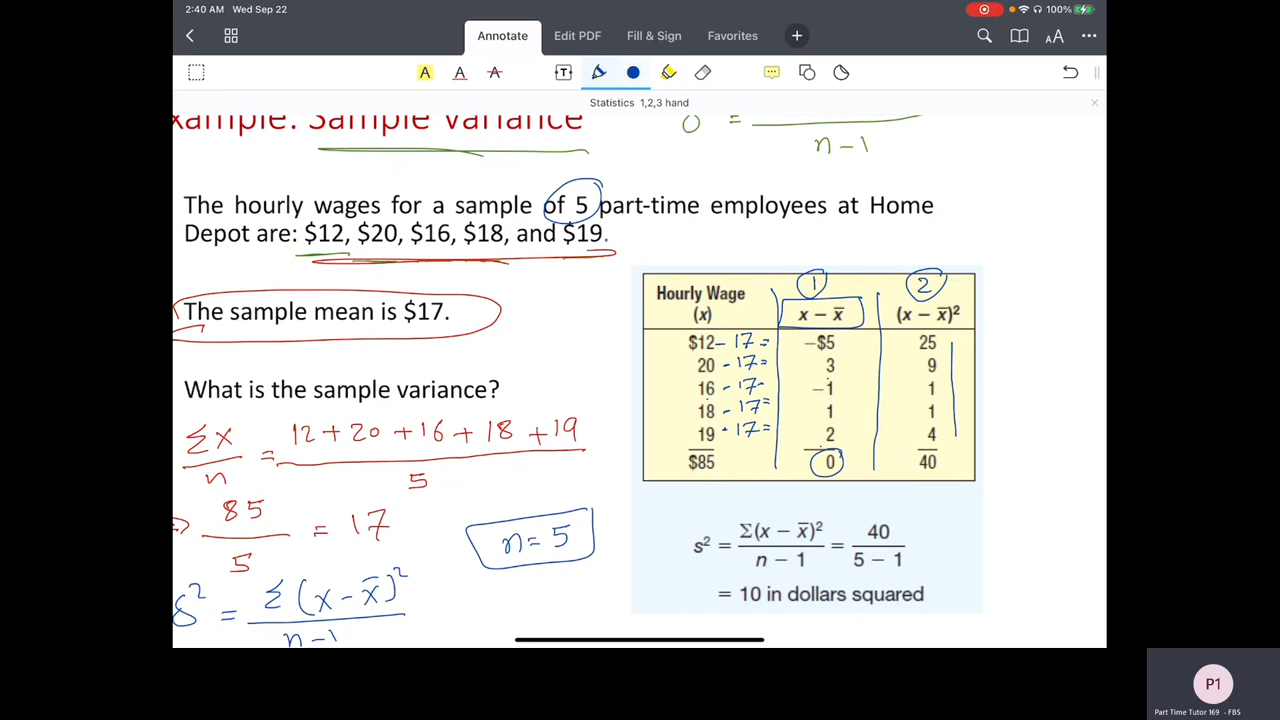 2:40 AM Wed Sep 22
100%
Annotate
Edit PDF
Fill & Sign
Favorites
Statistics 1,2,3 hand
xample: Sample Variance
=
n-1
The hourly wages for a sample of 5 part-time employees at Home
Depot are: $12, $20, $16, $18, and $19.
The sample mean is $17.
What is the sample variance?
Σx/n = 12+20+16+18+19 / 5
⇒ 85/5 = 17
n=5
s² = Σ(x-x̄)² / n-1
1 2
Hourly Wage
(x) x − x̄ (x − x̄)²
$12 -17= −$5 25
20 -17= 3 9
16 -17- −1 1
18 -17= 1 1
19 -17= 2 4
$85 0 40
s² = Σ(x − x̄)² / n − 1 = 40 / 5 − 1
= 10 in dollars squared
P1
Part Time Tutor 169 - FBS